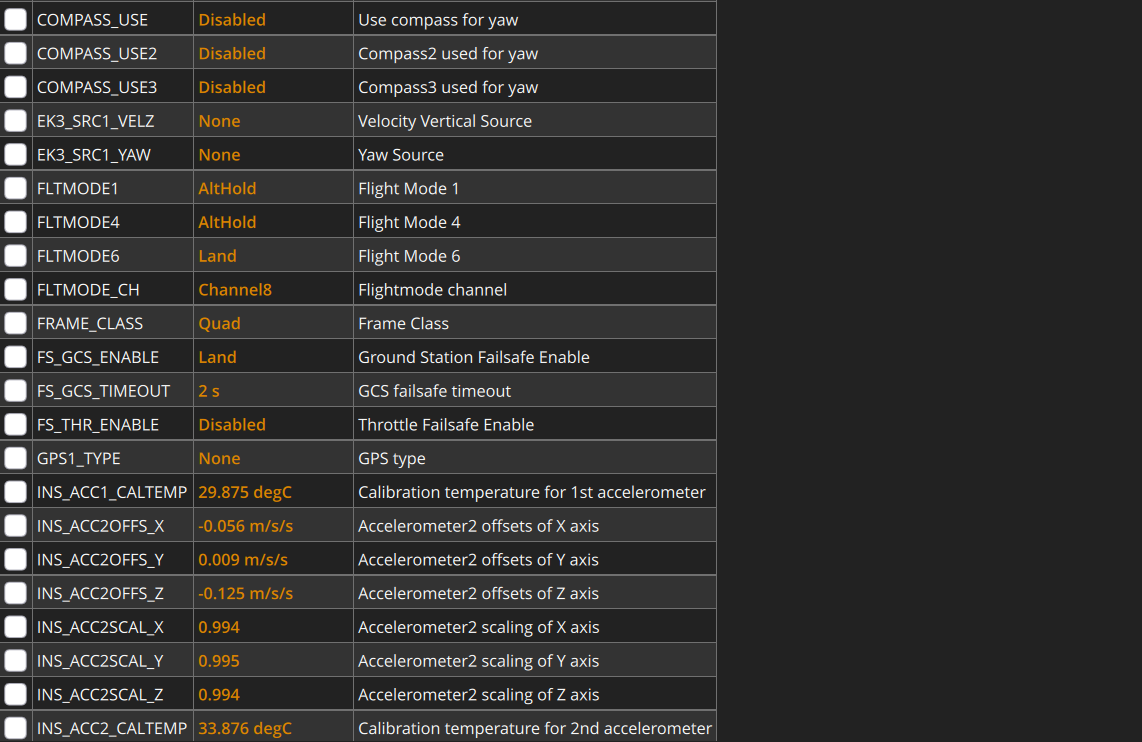 COMPASS_USE Disabled Use compass for yaw
COMPASS_USE2 Disabled Compass2 used for yaw
COMPASS_USE3 Disabled Compass3 used for yaw
EK3_SRC1_VELZ None Velocity Vertical Source
EK3_SRC1_YAW None Yaw Source
FLTMODE1 AltHold Flight Mode 1
FLTMODE4 AltHold Flight Mode 4
FLTMODE6 Land Flight Mode 6
FLTMODE_CH Channel8 Flightmode channel
FRAME_CLASS Quad Frame Class
FS_GCS_ENABLE Land Ground Station Failsafe Enable
FS_GCS_TIMEOUT 2 s GCS failsafe timeout
FS_THR_ENABLE Disabled Throttle Failsafe Enable
GPS1_TYPE None GPS type
INS_ACC1_CALTEMP 29.875 degC Calibration temperature for 1st accelerometer
INS_ACC2OFFS_X -0.056 m/s/s Accelerometer2 offsets of X axis
INS_ACC2OFFS_Y 0.009 m/s/s Accelerometer2 offsets of Y axis
INS_ACC2OFFS_Z -0.125 m/s/s Accelerometer2 offsets of Z axis
INS_ACC2SCAL_X 0.994 Accelerometer2 scaling of X axis
INS_ACC2SCAL_Y 0.995 Accelerometer2 scaling of Y axis
INS_ACC2SCAL_Z 0.994 Accelerometer2 scaling of Z axis
INS_ACC2_CALTEMP 33.876 degC Calibration temperature for 2nd accelerometer